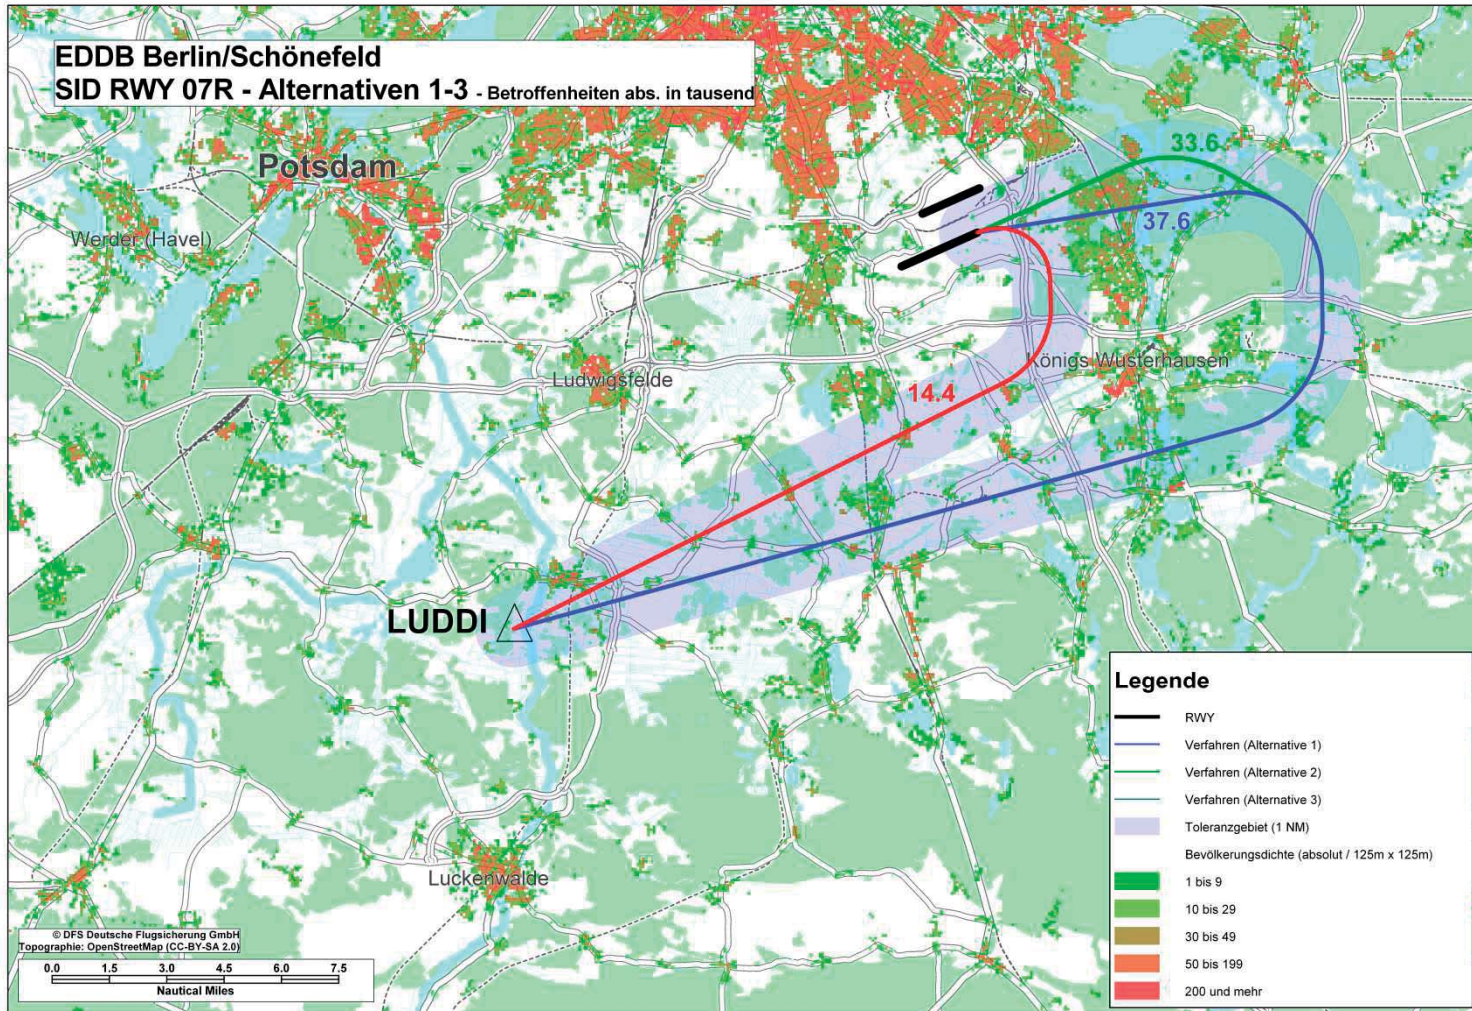 EDDB Berlin/Schönefeld
SID RWY 07R - Alternativen 1-3 - Betroffenheiten abs. in tausend
Potsdam
Werder (Havel)
33.6
37.6
Ludwigsfelde
Königs Wusterhausen
14.4
LUDDI
Luckenwalde
Legende
RWY
Verfahren (Alternative 1)
Verfahren (Alternative 2)
Verfahren (Alternative 3)
Toleranzgebiet (1 NM)
Bevölkerungsdichte (absolut / 125m x 125m)
1 bis 9
10 bis 29
30 bis 49
50 bis 199
200 und mehr
© DFS Deutsche Flugsicherung GmbH
Topographie: OpenStreetMap (CC-BY-SA 2.0)
0.0 1.5 3.0 4.5 6.0 7.5
Nautical Miles